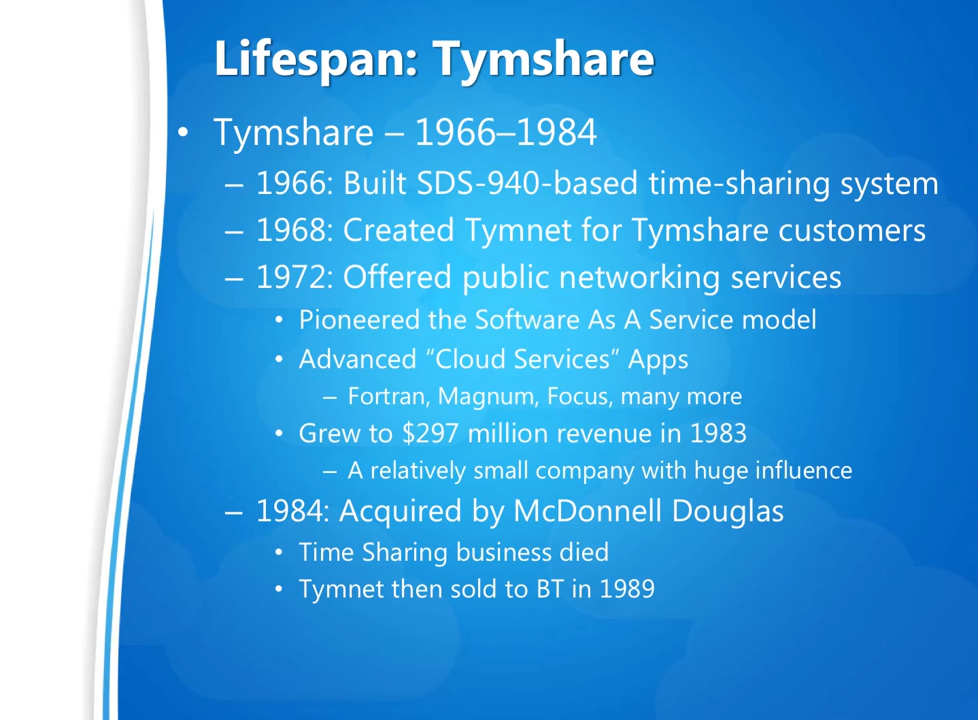 Lifespan: Tymshare
• Tymshare – 1966–1984
– 1966: Built SDS-940-based time-sharing system
– 1968: Created Tymnet for Tymshare customers
– 1972: Offered public networking services
• Pioneered the Software As A Service model
• Advanced “Cloud Services” Apps
– Fortran, Magnum, Focus, many more
• Grew to $297 million revenue in 1983
– A relatively small company with huge influence
– 1984: Acquired by McDonnell Douglas
• Time Sharing business died
• Tymnet then sold to BT in 1989